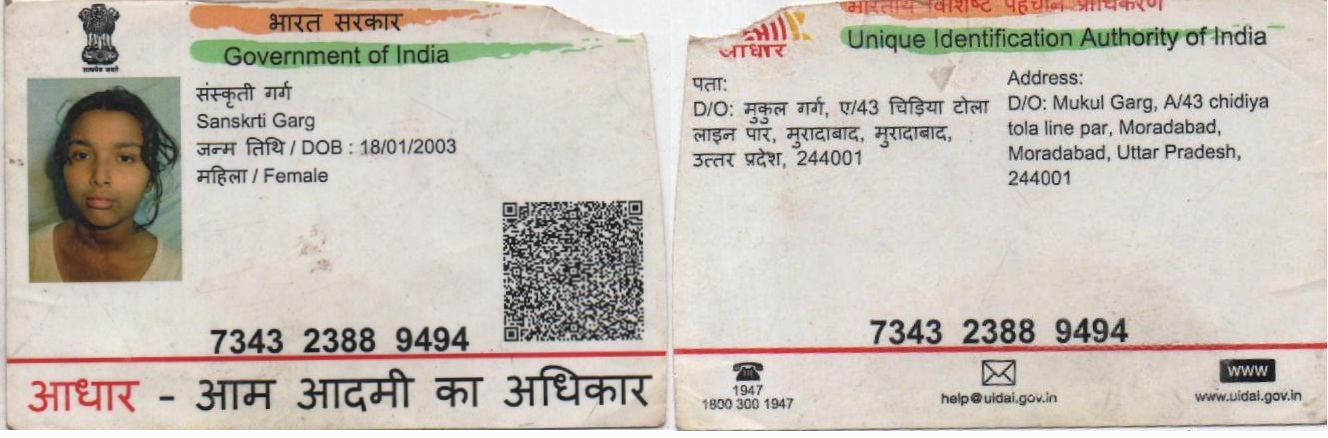 भारत सरकार
Government of India
संस्कृती गर्ग
Sanskrti Garg
जन्म तिथि / DOB : 18/01/2003
महिला / Female
7343 2388 9494
आधार - आम आदमी का अधिकार
भारतीय विशिष्ट पहचान प्राधिकरण
आधार
Unique Identification Authority of India
पता:
D/O: मुकुल गर्ग, ए/43 चिड़िया टोला
लाइन पार, मुरादाबाद, मुरादाबाद,
उत्तर प्रदेश, 244001
Address:
D/O: Mukul Garg, A/43 chidiya
tola line par, Moradabad,
Moradabad, Uttar Pradesh,
244001
7343 2388 9494
1947
1800 300 1947
help@uidai.gov.in
www
www.uidai.gov.in